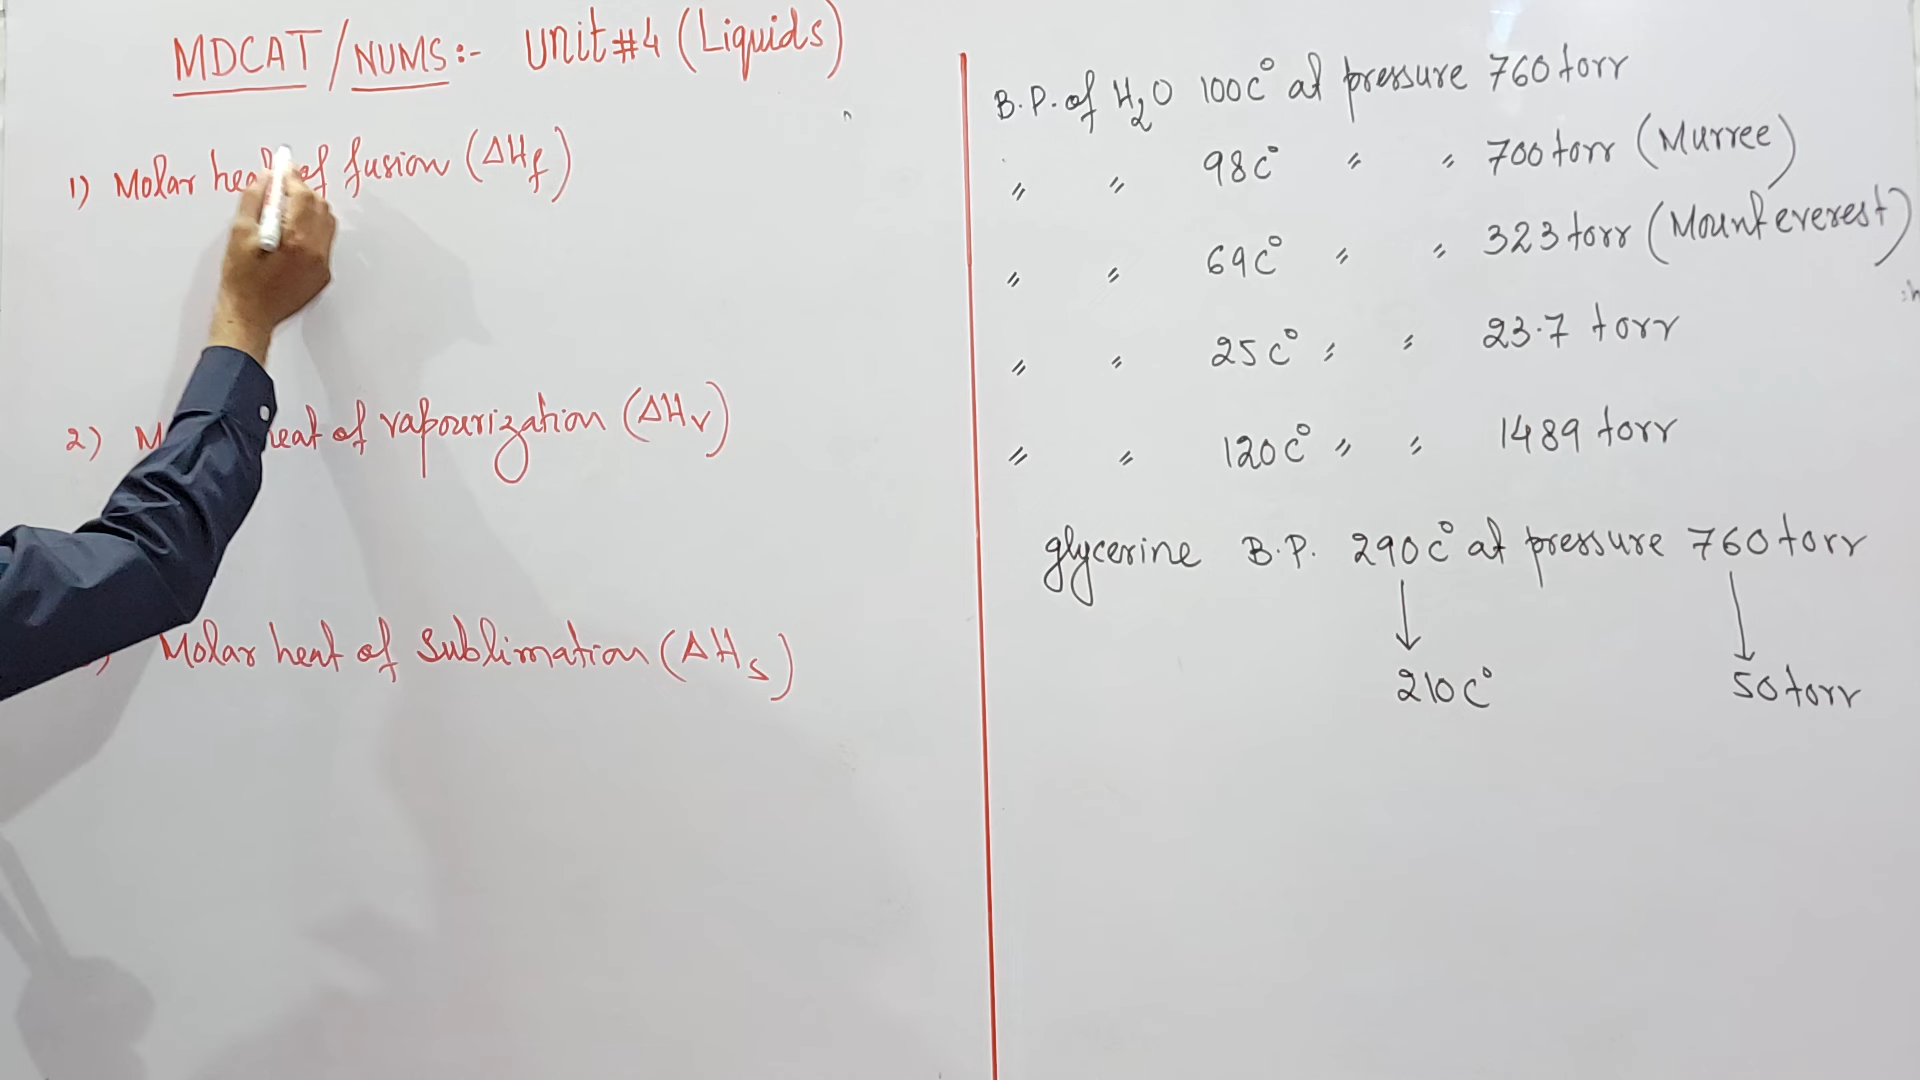 MDCAT/NUMS:- Unit#4 (Liquids)
1) Molar heat of fusion (ΔHf)
2) heat of vapourization (ΔHv)
Molar heat of sublimation (ΔHs)
B.P. of H₂O 100C° at pressure 760 torr
〃 〃 98C° 〃 〃 700 torr (Murree)
〃 〃 69C° 〃 〃 323 torr (Mount everest)
〃 〃 25C° 〃 〃 23.7 torr
〃 〃 120C° 〃 〃 1489 torr
glycerine B.P. 290C° at pressure 760 torr
↓ ↓
210C° 50 torr